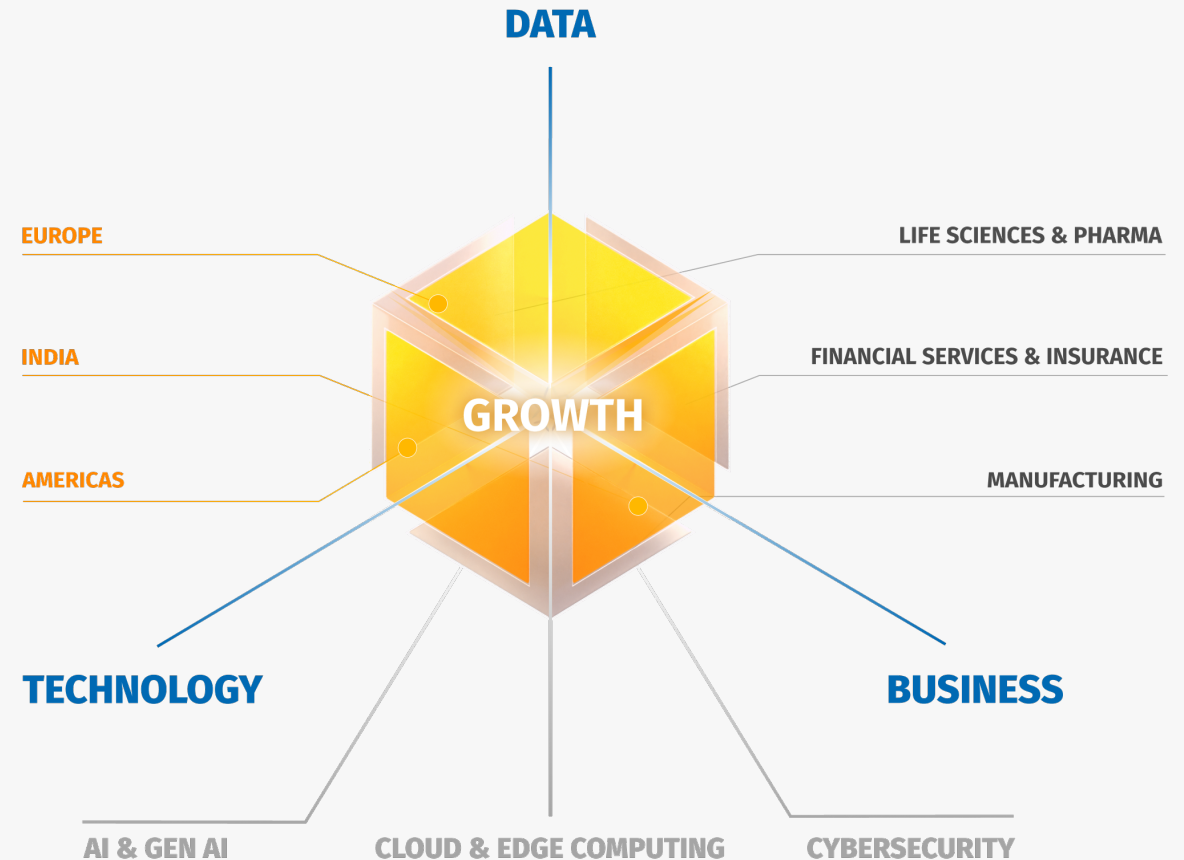 DATA
EUROPE
LIFE SCIENCES & PHARMA
INDIA
FINANCIAL SERVICES & INSURANCE
GROWTH
AMERICAS
MANUFACTURING
TECHNOLOGY
BUSINESS
AI & GEN AI
CLOUD & EDGE COMPUTING
CYBERSECURITY